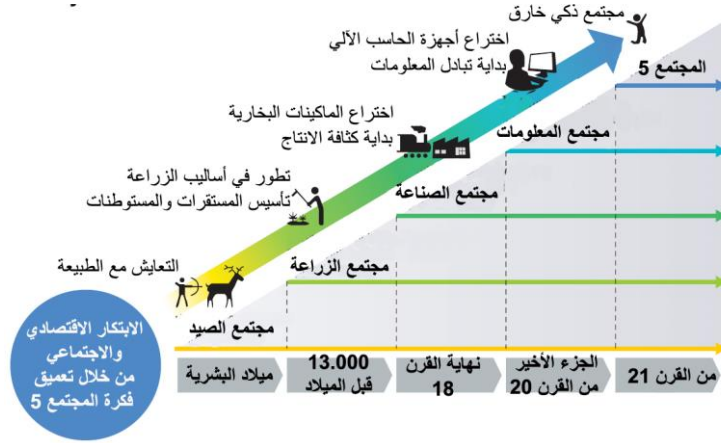 مجتمع ذكي خارق
المجتمع 5
اختراع أجهزة الحاسب الآلي
بداية تبادل المعلومات
مجتمع المعلومات
اختراع الماكينات البخارية
بداية كثافة الانتاج
مجتمع الصناعة
تطور في أساليب الزراعة
تأسيس المستقرات والمستوطنات
مجتمع الزراعة
التعايش مع الطبيعة
مجتمع الصيد
الابتكار الاقتصادي
والاجتماعي
من خلال تعميق
فكرة المجتمع 5
ميلاد البشرية
13.000
قبل الميلاد
نهاية القرن
18
الجزء الأخير
من القرن 20
من القرن 21